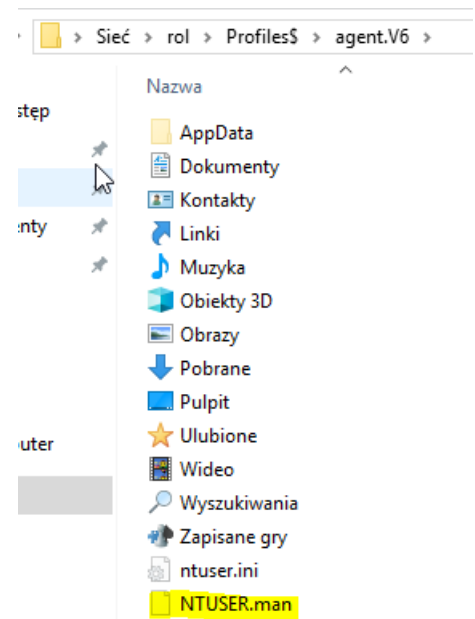 Sieć > rol > Profiles$ > agent.V6 >
Nazwa
stęp
AppData
Dokumenty
Kontakty
enty
Linki
Muzyka
Obiekty 3D
Obrazy
Pobrane
Pulpit
Ulubione
uter
Wideo
Wyszukiwania
Zapisane gry
ntuser.ini
NTUSER.man